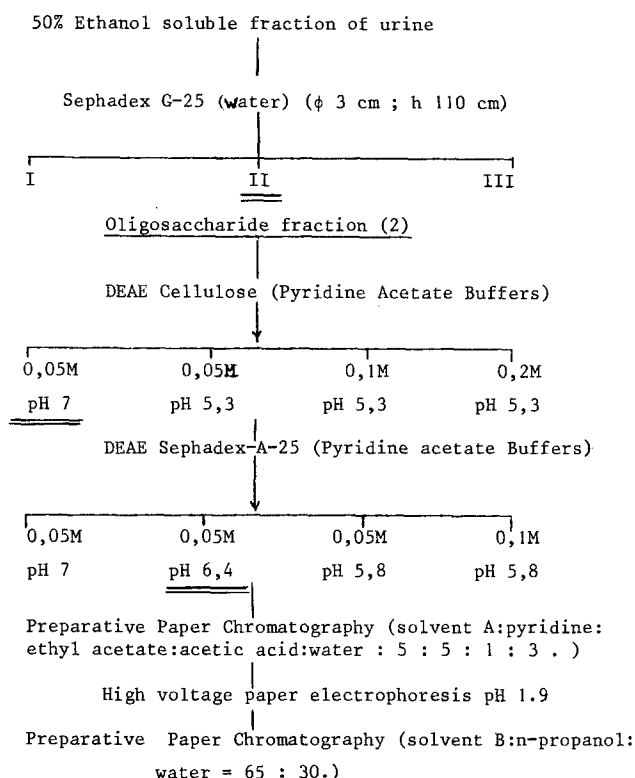 50% Ethanol soluble fraction of urine
Sephadex G-25 (water) (ϕ 3 cm ; h 110 cm)
I II III
Oligosaccharide fraction (2)
DEAE Cellulose (Pyridine Acetate Buffers)
0,05M 0,05M 0,1M 0,2M
pH 7 pH 5,3 pH 5,3 pH 5,3
DEAE Sephadex-A-25 (Pyridine acetate Buffers)
0,05M 0,05M 0,05M 0,1M
pH 7 pH 6,4 pH 5,8 pH 5,8
Preparative Paper Chromatography (solvent A:pyridine:
ethyl acetate:acetic acid:water : 5 : 5 : 1 : 3 . )
High voltage paper electrophoresis pH 1.9
Preparative Paper Chromatography (solvent B:n-propanol:
water = 65 : 30.)